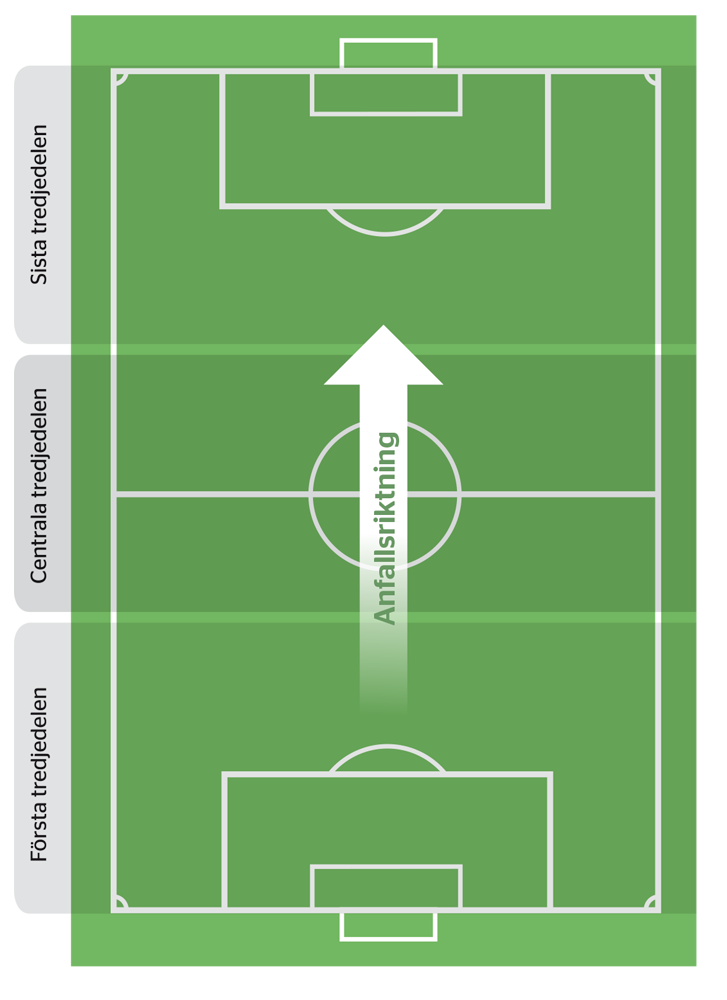 Sista tredjedelen
Centrala tredjedelen
Anfallsriktning
Första tredjedelen